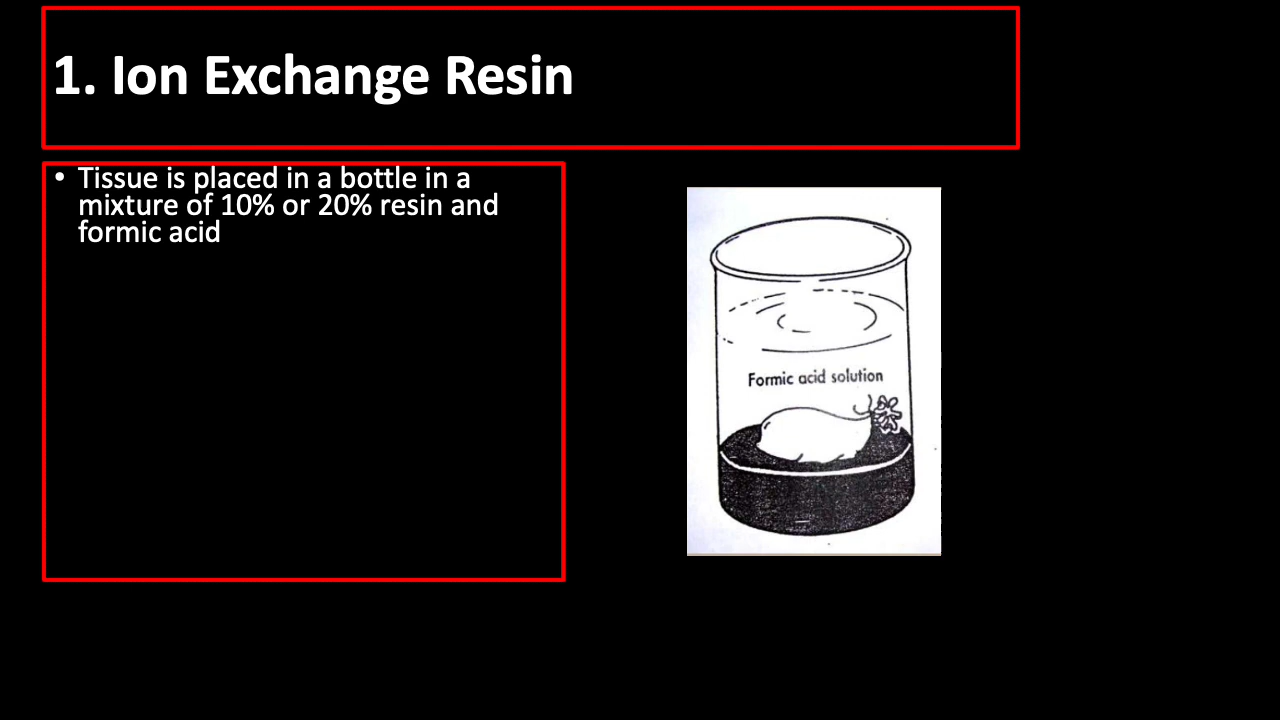 1. Ion Exchange Resin
• Tissue is placed in a bottle in a
mixture of 10% or 20% resin and
formic acid
Formic acid solution